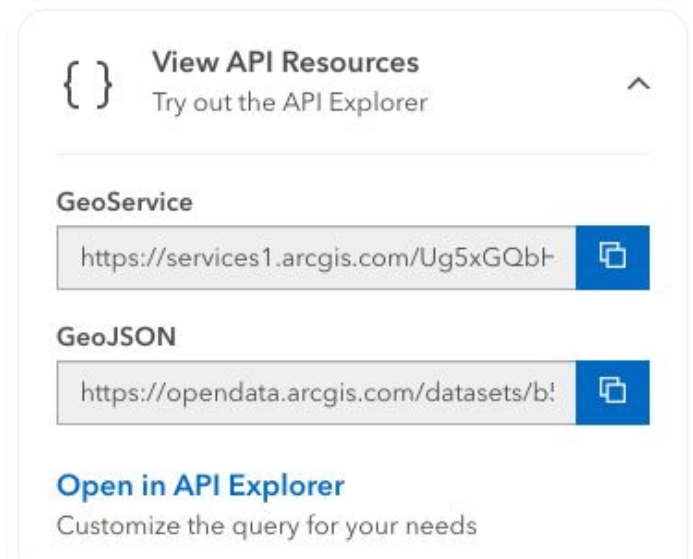 { }
View API Resources
Try out the API Explorer
GeoService
https://services1.arcgis.com/Ug5xGQb
GeoJSON
https://opendata.arcgis.com/datasets/b
Open in API Explorer
Customize the query for your needs